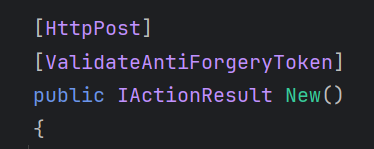 [HttpPost]
[ValidateAntiForgeryToken]
public IActionResult New()
{